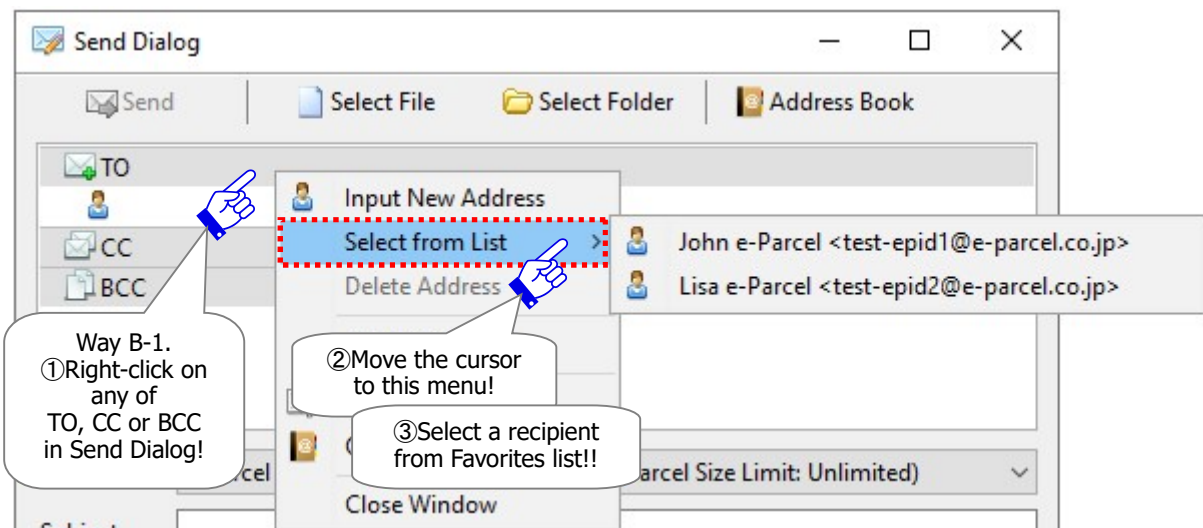 Send Dialog
Send Select File Select Folder Address Book
TO
Input New Address
Select from List > John e-Parcel <test-epid1@e-parcel.co.jp>
CC
Delete Address Lisa e-Parcel <test-epid2@e-parcel.co.jp>
BCC
Way B-1.
①Right-click on
any of
TO, CC or BCC
in Send Dialog!
②Move the cursor
to this menu!
③Select a recipient
from Favorites list!!
arcel Size Limit: Unlimited)
Close Window